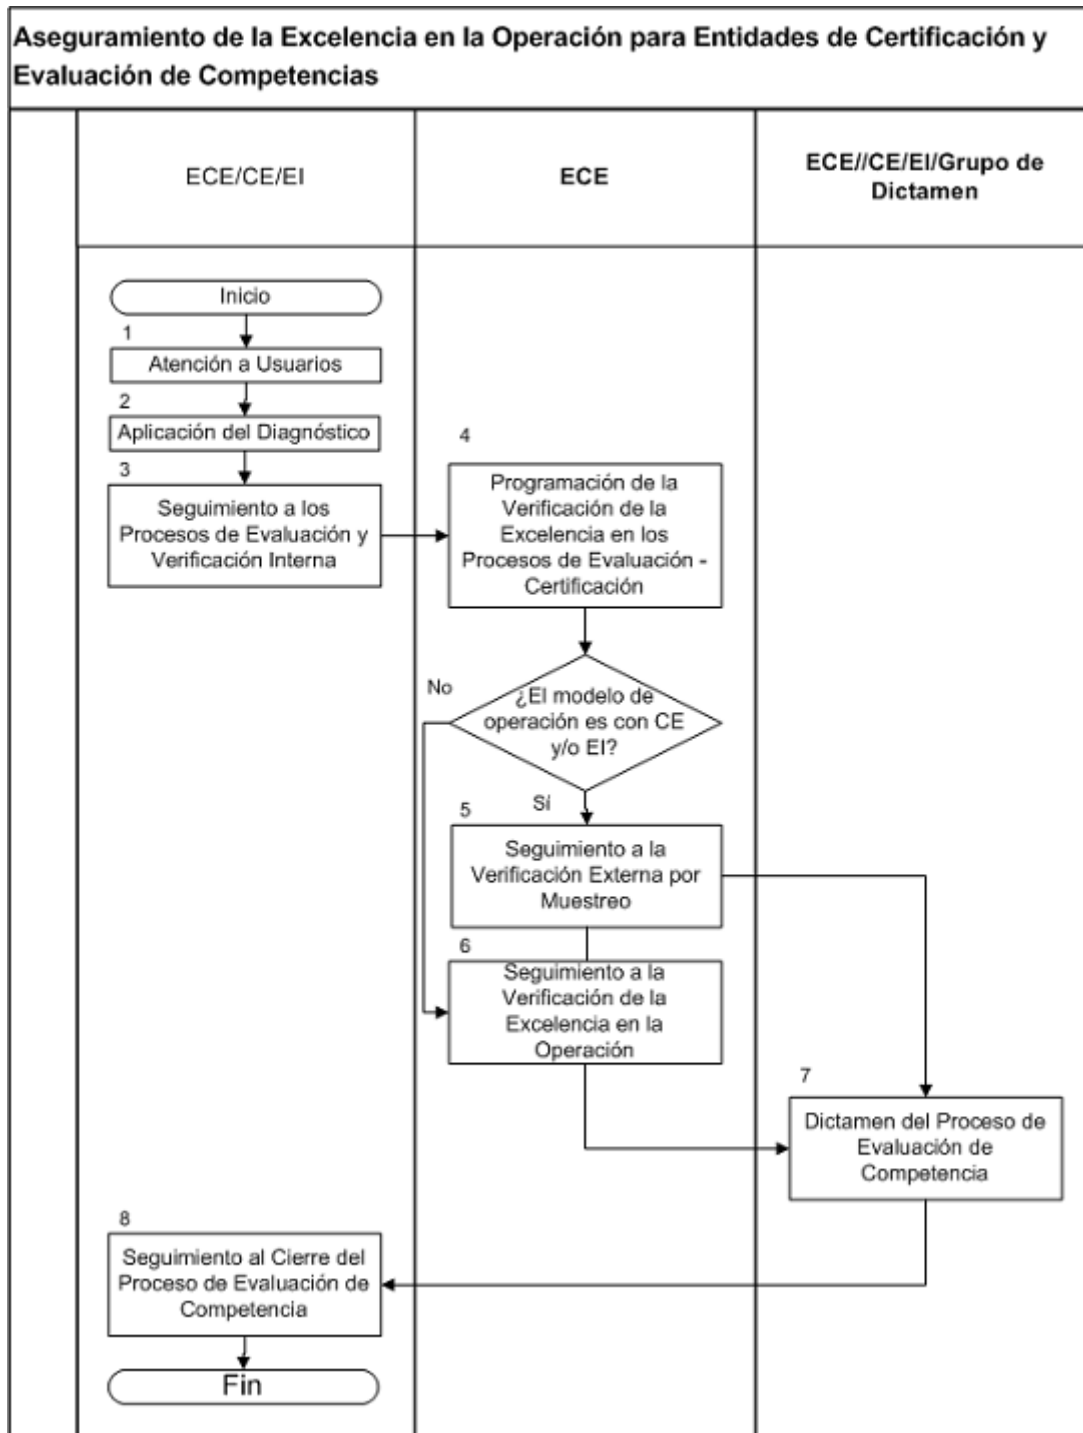 Aseguramiento de la Excelencia en la Operación para Entidades de Certificación y
Evaluación de Competencias
ECE/CE/EI
ECE
ECE//CE/EI/Grupo de
Dictamen
Inicio
1
Atención a Usuarios
2
Aplicación del Diagnóstico
3
Seguimiento a los
Procesos de Evaluación y
Verificación Interna
4
Programación de la
Verificación de la
Excelencia en los
Procesos de Evaluación -
Certificación
No
¿El modelo de
operación es con CE
y/o EI?
Sí
5
Seguimiento a la
Verificación Externa por
Muestreo
6
Seguimiento a la
Verificación de la
Excelencia en la
Operación
7
Dictamen del Proceso de
Evaluación de
Competencia
8
Seguimiento al Cierre del
Proceso de Evaluación de
Competencia
Fin